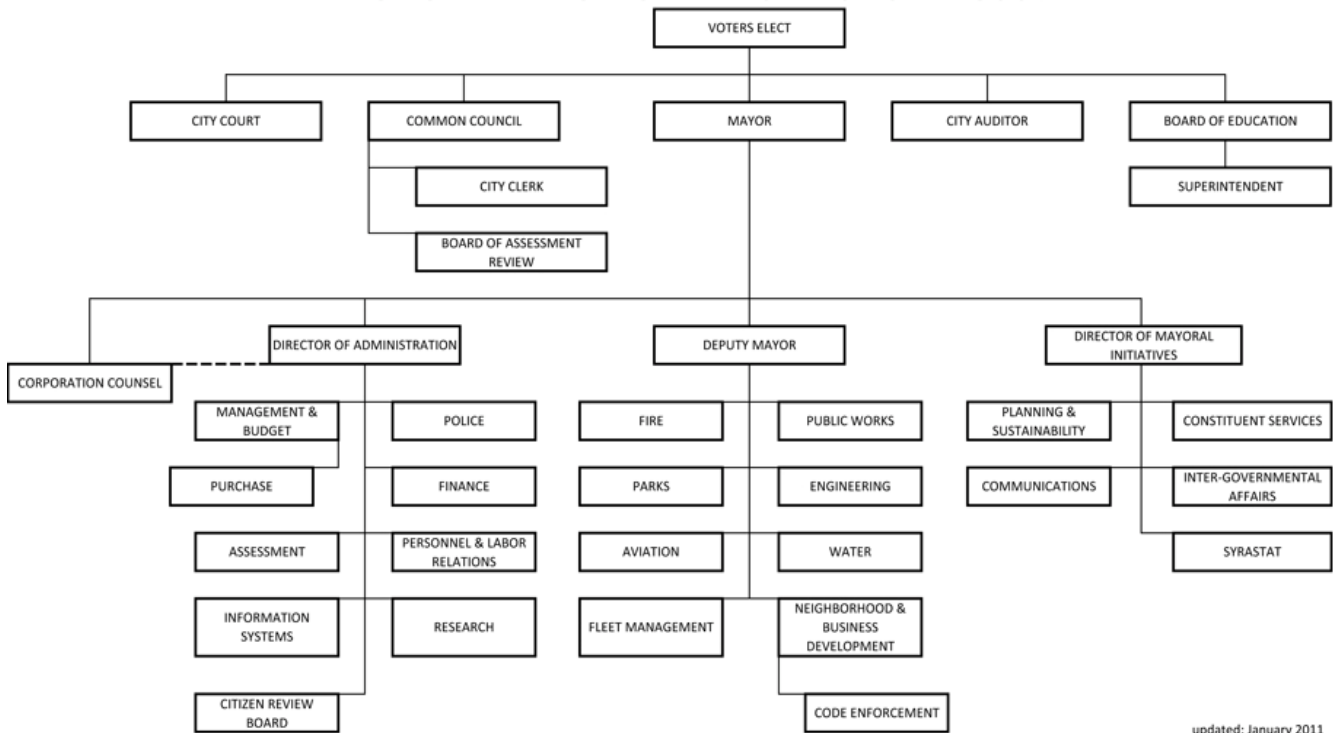 VOTERS ELECT
CITY COURT
COMMON COUNCIL
MAYOR
CITY AUDITOR
BOARD OF EDUCATION
CITY CLERK
SUPERINTENDENT
BOARD OF ASSESSMENT
REVIEW
DIRECTOR OF ADMINISTRATION
DEPUTY MAYOR
DIRECTOR OF MAYORAL
INITIATIVES
CORPORATION COUNSEL
MANAGEMENT &
BUDGET
POLICE
FIRE
PUBLIC WORKS
PLANNING &
SUSTAINABILITY
CONSTITUENT SERVICES
PURCHASE
FINANCE
PARKS
ENGINEERING
COMMUNICATIONS
INTER-GOVERNMENTAL
AFFAIRS
ASSESSMENT
PERSONNEL & LABOR
RELATIONS
AVIATION
WATER
SYRASTAT
INFORMATION
SYSTEMS
RESEARCH
FLEET MANAGEMENT
NEIGHBORHOOD &
BUSINESS
DEVELOPMENT
CITIZEN REVIEW
BOARD
CODE ENFORCEMENT
updated: January 2011